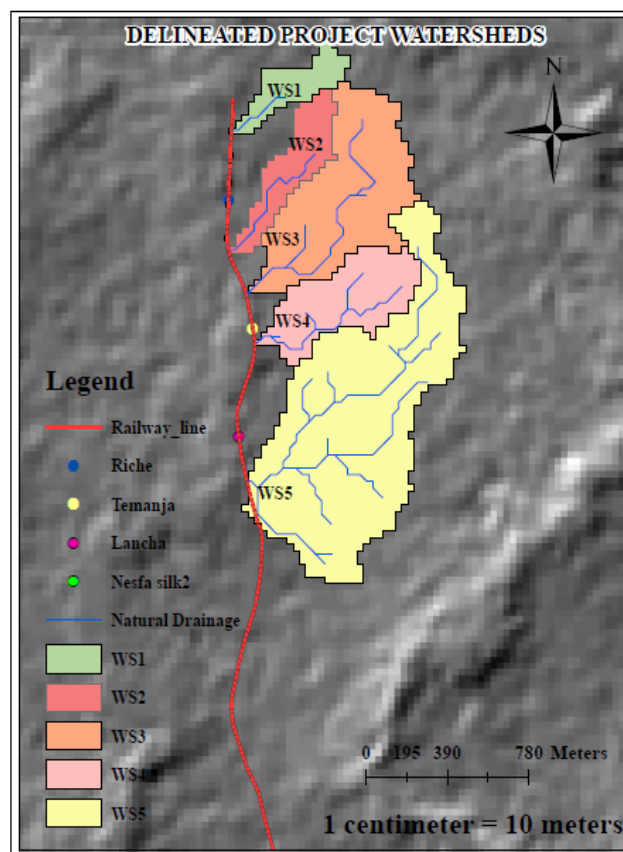 DELINEATED PROJECT WATERSHEDS
N
WS1
WS2
WS3
WS4
WS5
Legend
Railway_line
Riche
Temanja
Lancha
Nesfa silk2
Natural Drainage
WS1
WS2
WS3
WS4
WS5
0 195 390 780 Meters
1 centimeter = 10 meters